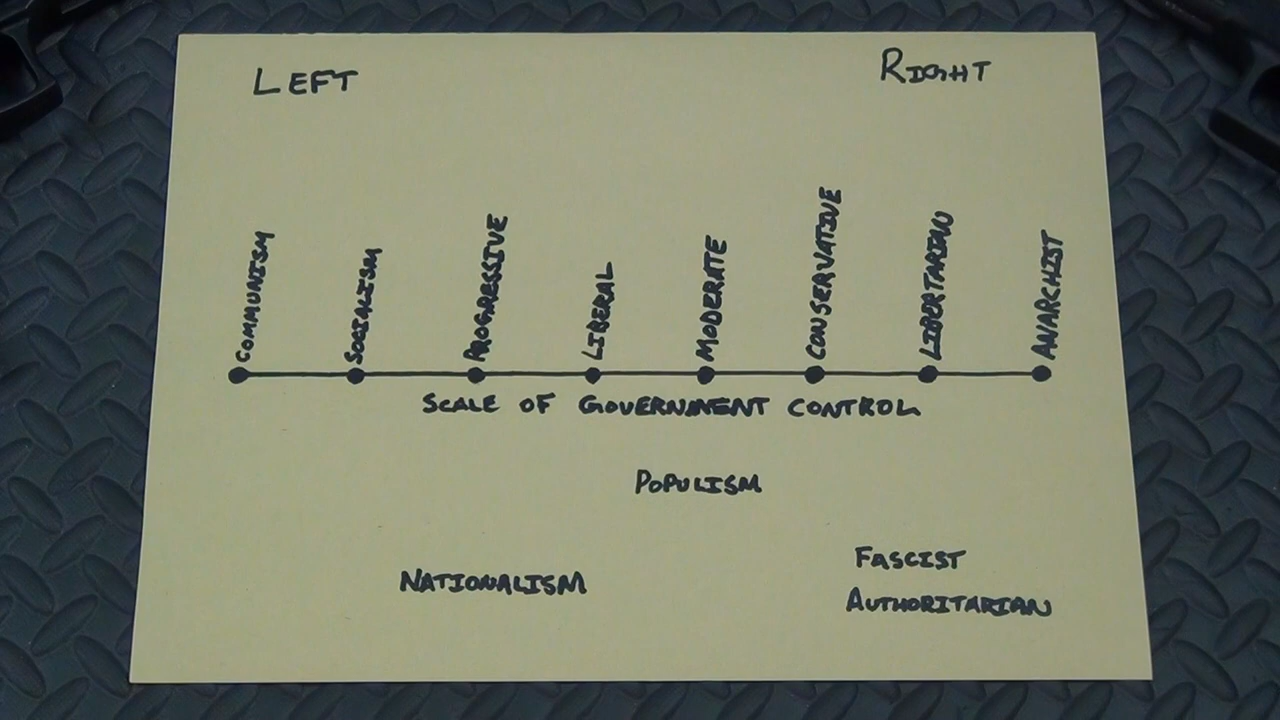 LEFT
RIGHT
COMMUNISM
SOCIALISM
PROGRESSIVE
LIBERAL
MODERATE
CONSERVATIVE
LIBERTARIAN
ANARCHIST
SCALE OF GOVERNMENT CONTROL
POPULISM
NATIONALISM
FASCIST
AUTHORITARIAN